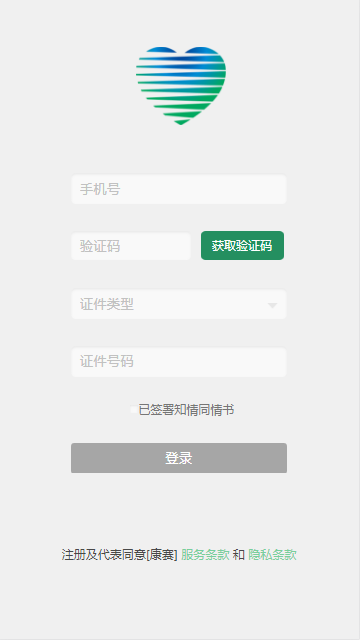 手机号
验证码 获取验证码
证件类型
证件号码
已签署知情同情书
登录
注册及代表同意[康赛] 服务条款 和 隐私条款